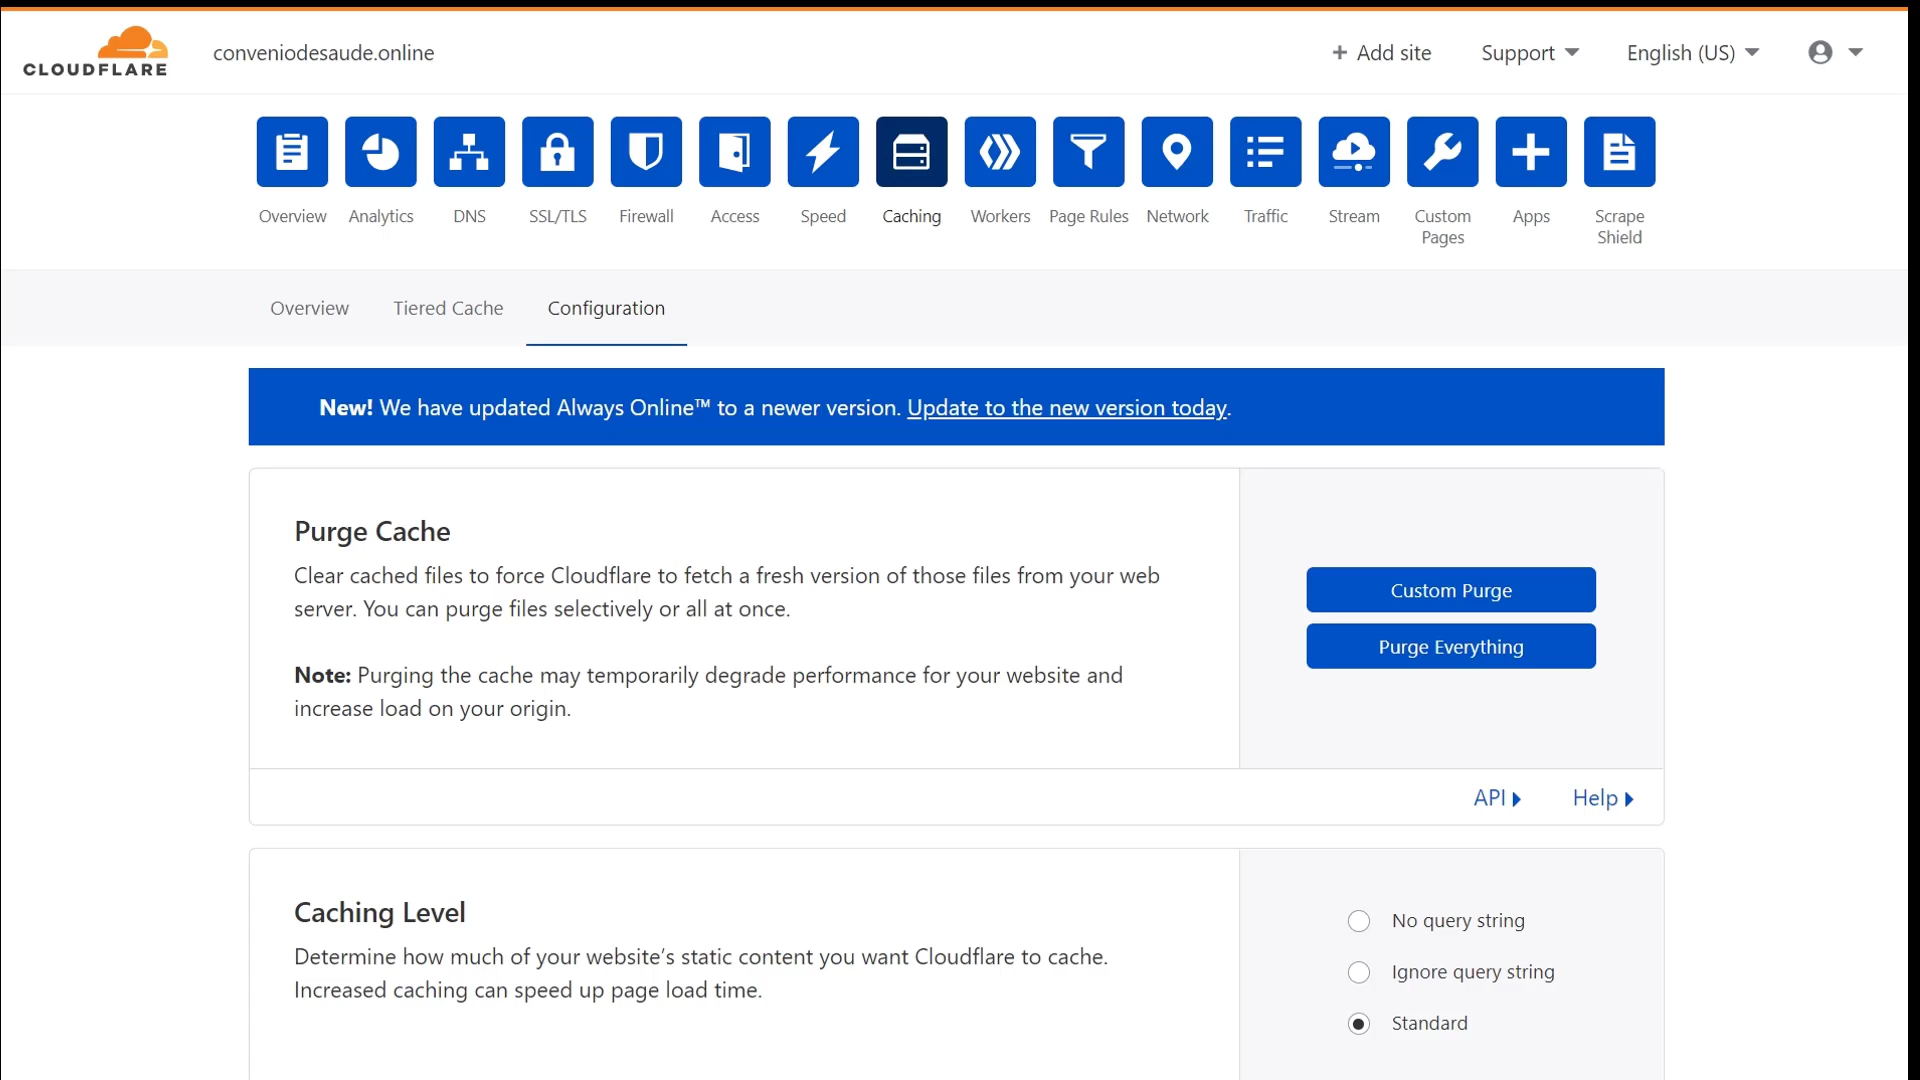 CLOUDFLARE
conveniodesaude.online
+ Add site
Support
English (US)
Overview
Analytics
DNS
SSL/TLS
Firewall
Access
Speed
Caching
Workers
Page Rules
Network
Traffic
Stream
Custom
Pages
Apps
Scrape
Shield
Overview
Tiered Cache
Configuration
New! We have updated Always Online™ to a newer version. Update to the new version today.
Purge Cache
Clear cached files to force Cloudflare to fetch a fresh version of those files from your web
server. You can purge files selectively or all at once.
Note: Purging the cache may temporarily degrade performance for your website and
increase load on your origin.
Custom Purge
Purge Everything
API
Help
Caching Level
Determine how much of your website’s static content you want Cloudflare to cache.
Increased caching can speed up page load time.
No query string
Ignore query string
Standard